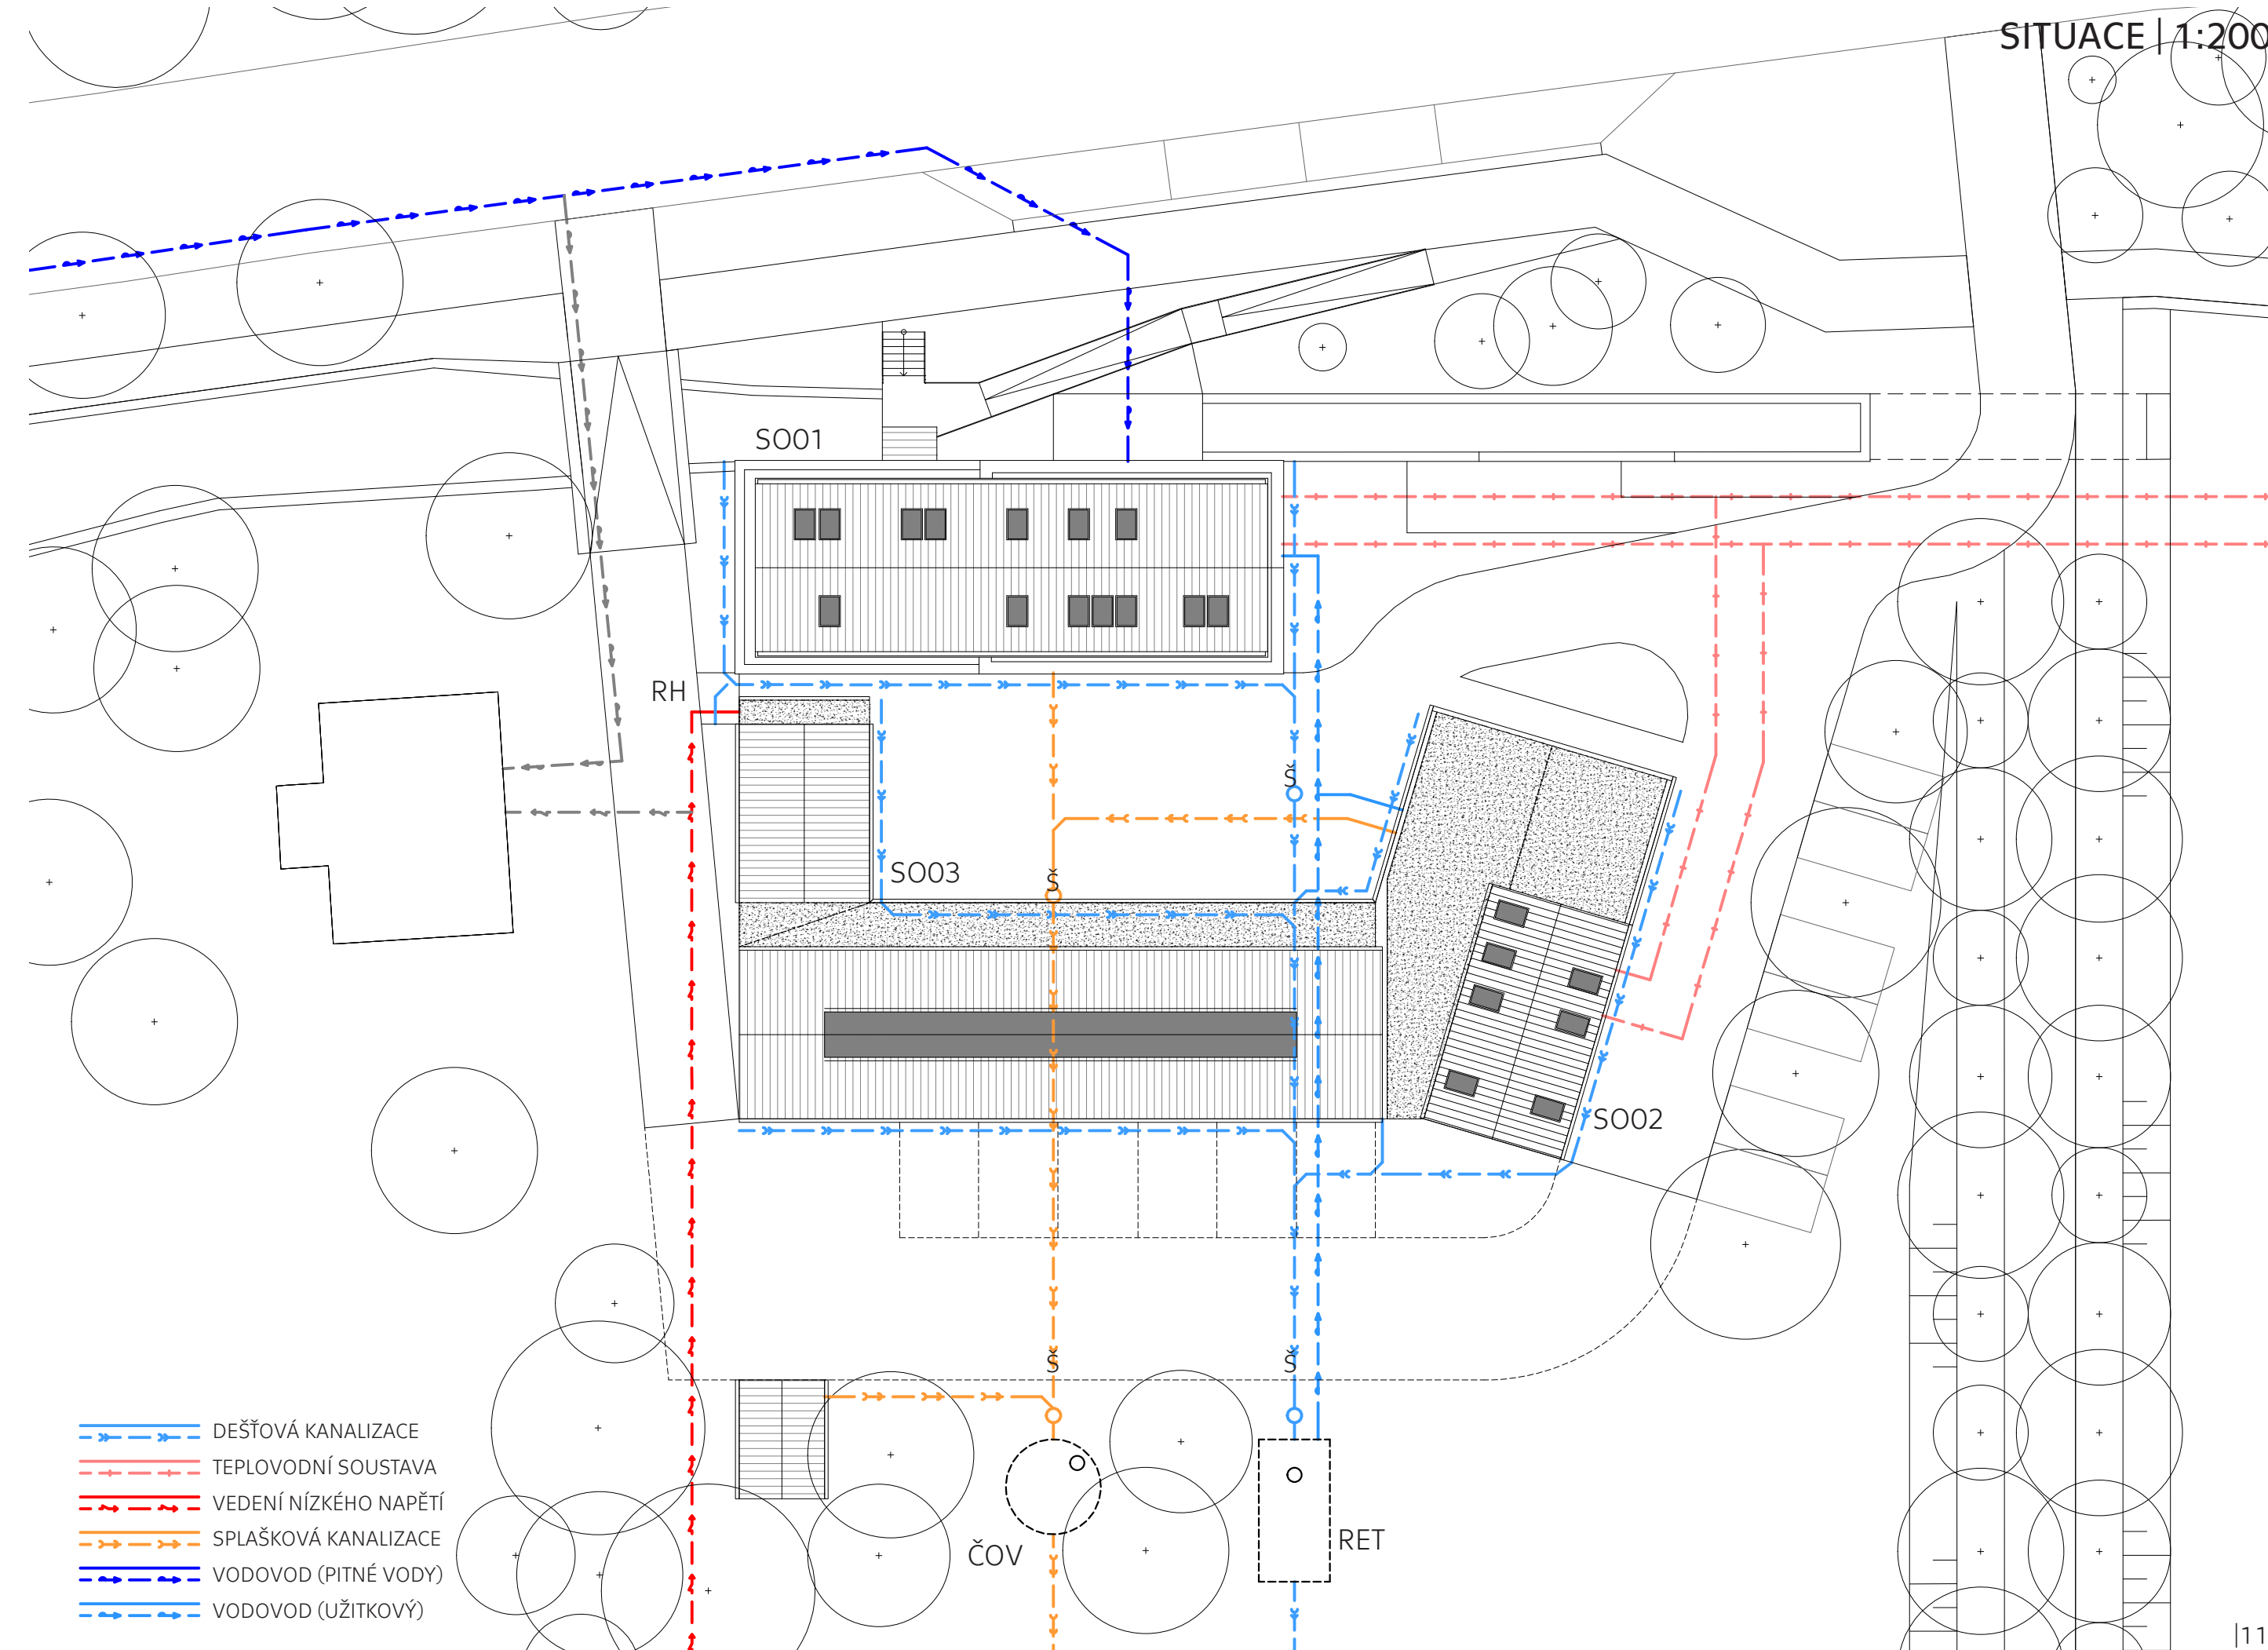 SITUACE | 1:200
SO01
RH
Š
SO03
Š
SO02
Š
Š
DEŠŤOVÁ KANALIZACE
TEPLOVODNÍ SOUSTAVA
VEDENÍ NÍZKÉHO NAPĚTÍ
SPLAŠKOVÁ KANALIZACE
VODOVOD (PITNÉ VODY)
VODOVOD (UŽITKOVÝ)
ČOV
RET
|11